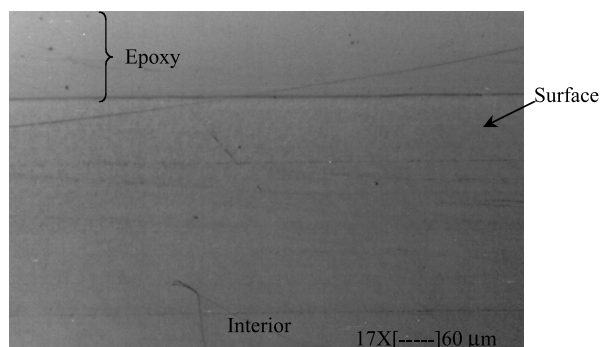 Epoxy
Surface
Interior
17X[-----]60 μm